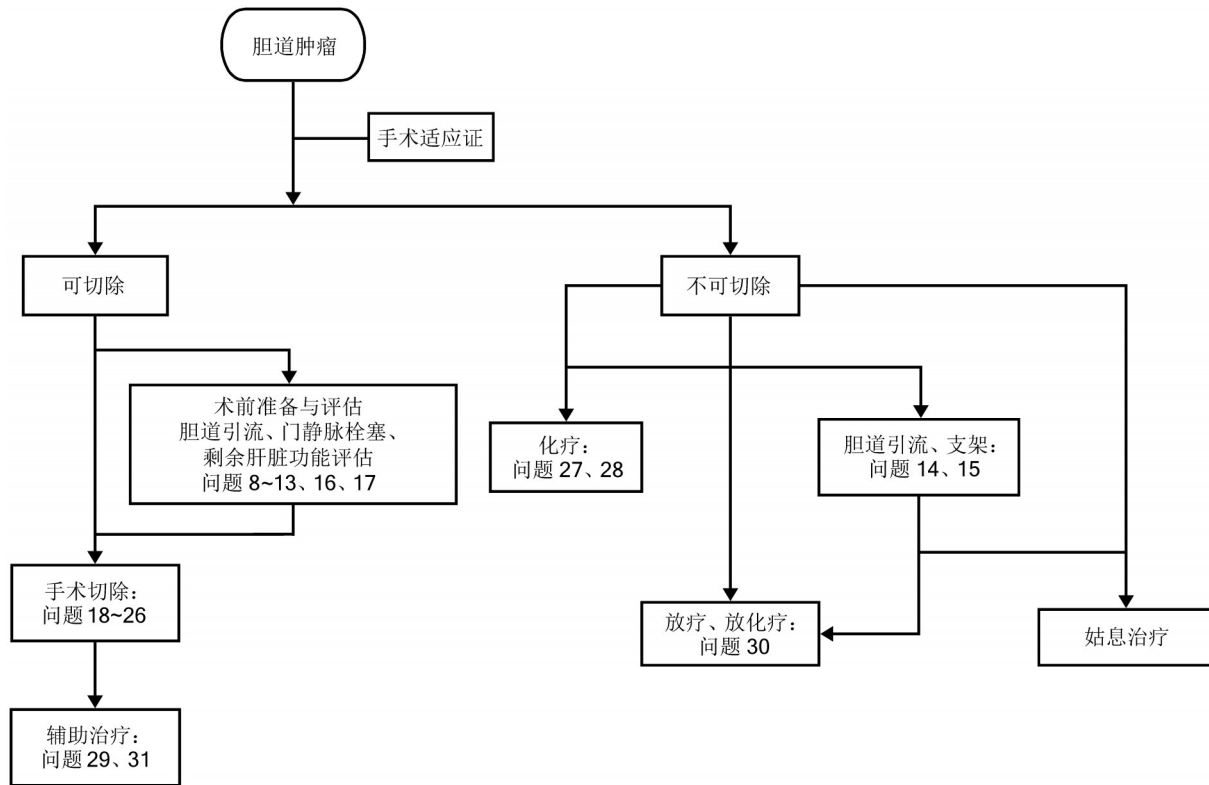 胆道肿瘤
手术适应证
可切除
不可切除
术前准备与评估
胆道引流、门静脉栓塞、
剩余肝脏功能评估
问题 8~13、16、17
化疗：
问题 27、28
胆道引流、支架：
问题 14、15
手术切除：
问题 18~26
放疗、放化疗：
问题 30
姑息治疗
辅助治疗：
问题 29、31